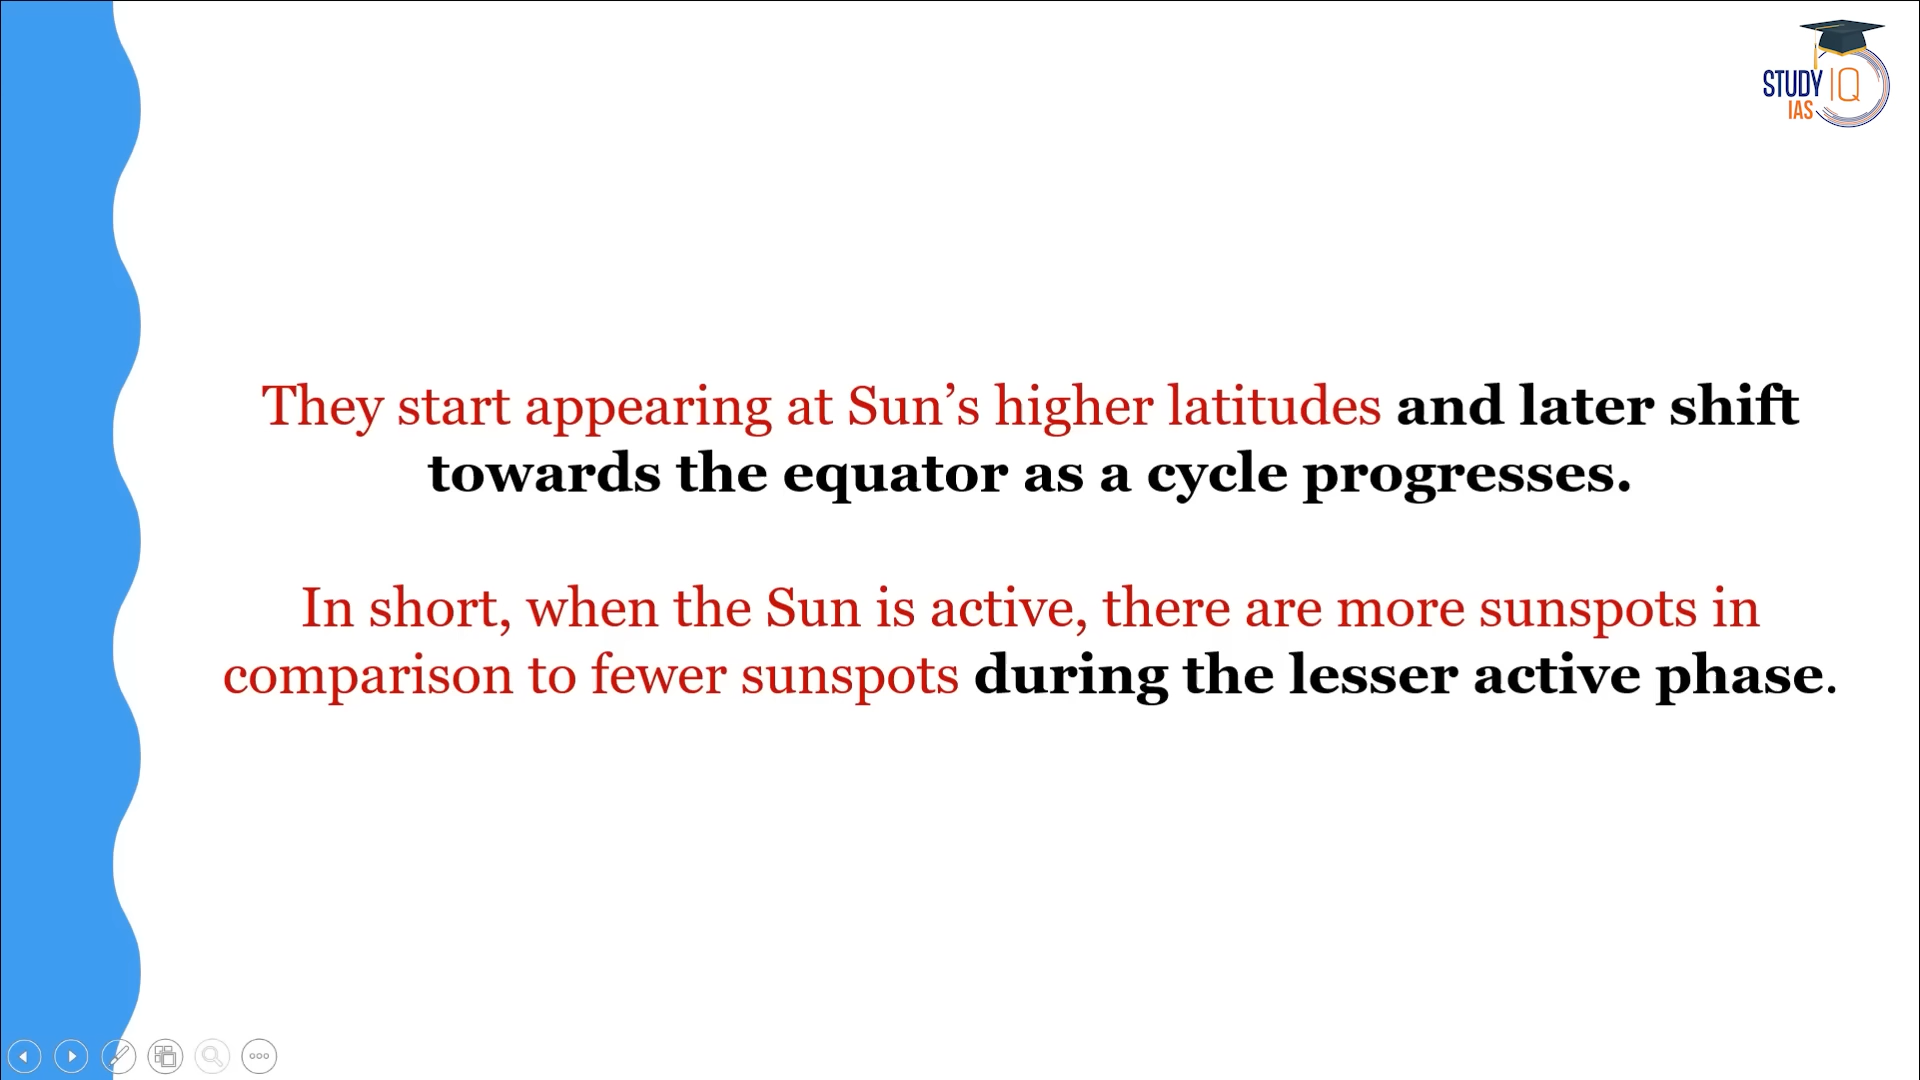 STUDY IQ
IAS
They start appearing at Sun’s higher latitudes and later shift
towards the equator as a cycle progresses.
In short, when the Sun is active, there are more sunspots in
comparison to fewer sunspots during the lesser active phase.